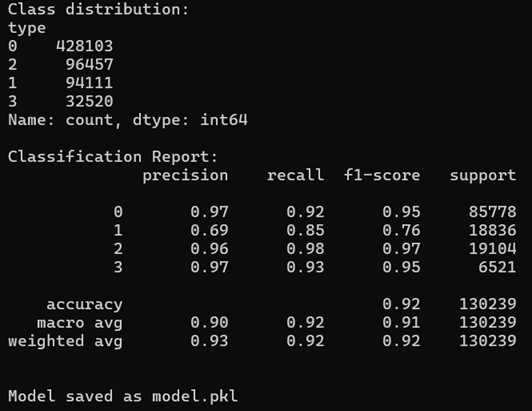 Class distribution:
type
0    428103
2     96457
1     94111
3     32520
Name: count, dtype: int64
Classification Report:
              precision    recall  f1-score   support
           0       0.97      0.92      0.95     85778
           1       0.69      0.85      0.76     18836
           2       0.96      0.98      0.97     19104
           3       0.97      0.93      0.95      6521
    accuracy                           0.92    130239
   macro avg       0.90      0.92      0.91    130239
weighted avg       0.93      0.92      0.92    130239
Model saved as model.pkl